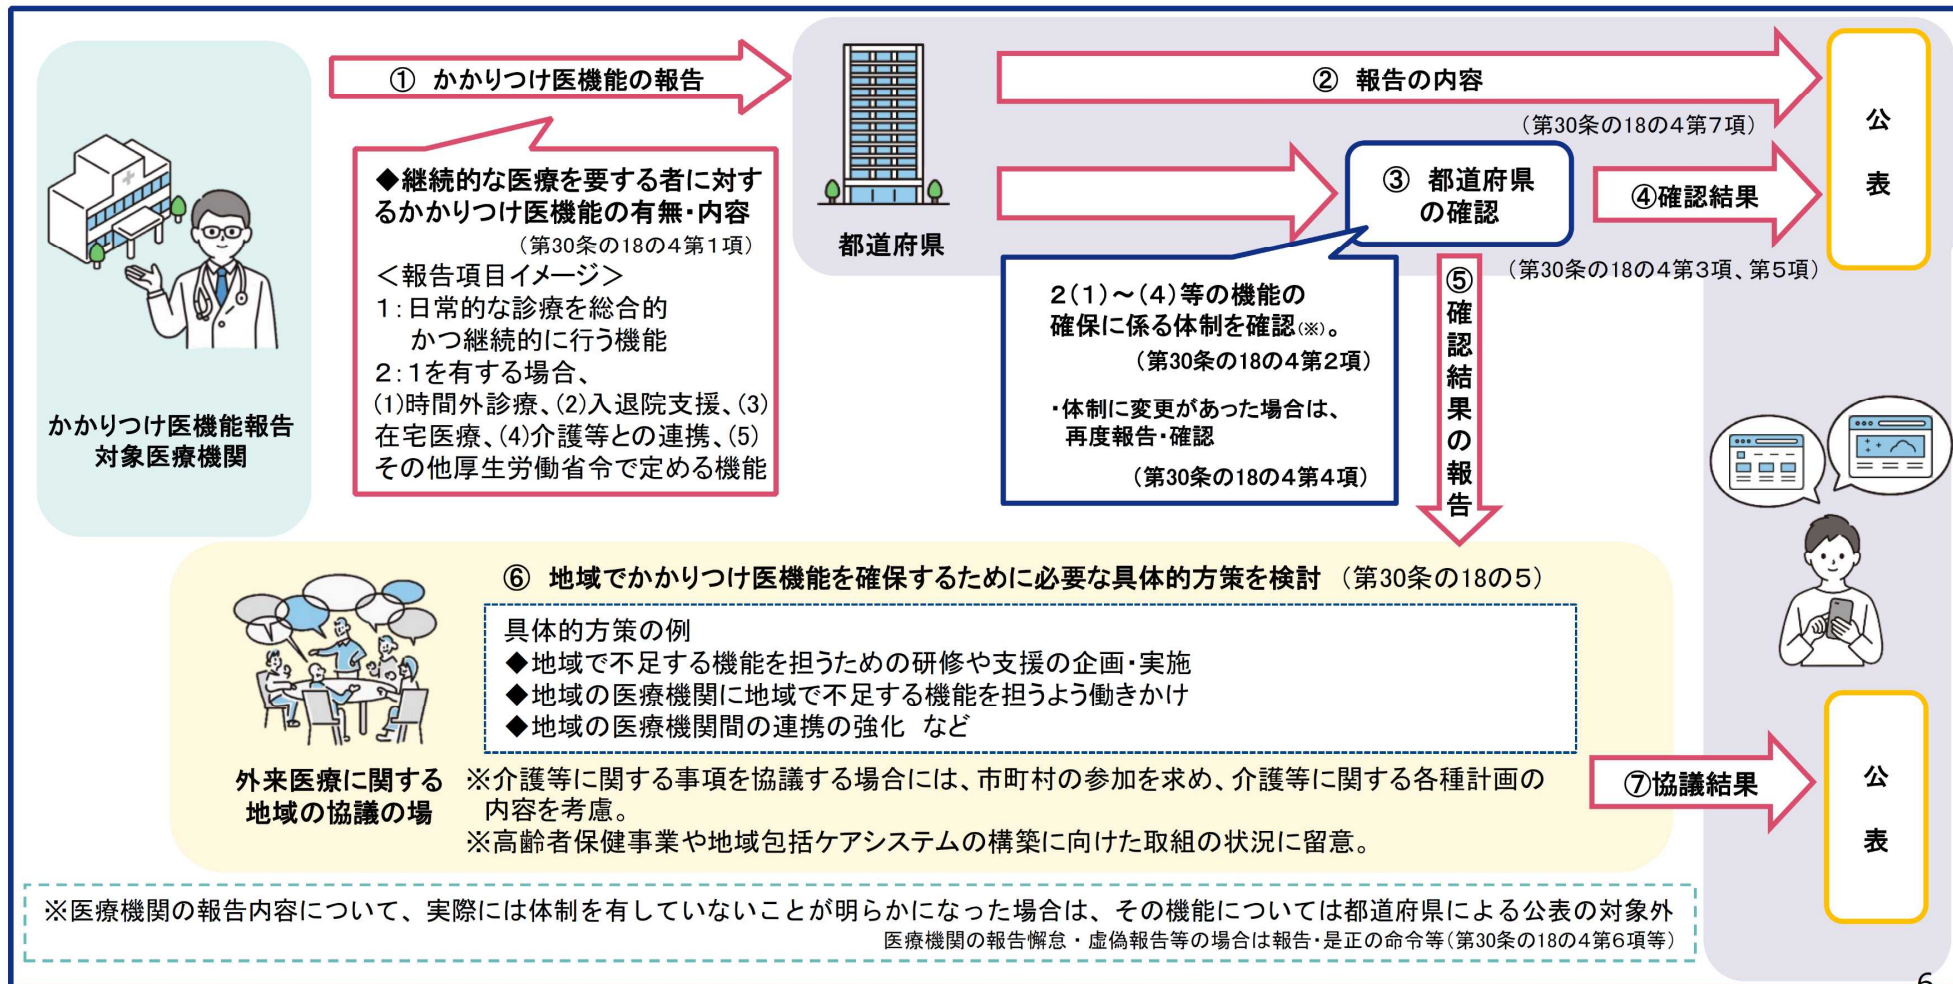 かかりつけ医機能報告
対象医療機関
① かかりつけ医機能の報告
◆継続的な医療を要する者に対す
るかかりつけ医機能の有無・内容
（第30条の18の４第１項）
＜報告項目イメージ＞
１：日常的な診療を総合的
かつ継続的に行う機能
２：１を有する場合、
(1)時間外診療、(2)入退院支援、(3)
在宅医療、(4)介護等との連携、(5)
その他厚生労働省令で定める機能
都道府県
② 報告の内容
（第30条の18の４第７項）
③ 都道府県
の確認
④確認結果
（第30条の18の４第３項、第５項）
公
表
２(１)～(４)等の機能の
確保に係る体制を確認(※)。
（第30条の18の４第２項）
・体制に変更があった場合は、
再度報告・確認
（第30条の18の４第４項）
⑤確認結果の報告
⑥ 地域でかかりつけ医機能を確保するために必要な具体的方策を検討 （第30条の18の５）
具体的方策の例
◆地域で不足する機能を担うための研修や支援の企画・実施
◆地域の医療機関に地域で不足する機能を担うよう働きかけ
◆地域の医療機関間の連携の強化 など
外来医療に関する
地域の協議の場
※介護等に関する事項を協議する場合には、市町村の参加を求め、介護等に関する各種計画の
内容を考慮。
※高齢者保健事業や地域包括ケアシステムの構築に向けた取組の状況に留意。
⑦協議結果
公
表
※医療機関の報告内容について、実際には体制を有していないことが明らかになった場合は、その機能については都道府県による公表の対象外
医療機関の報告懈怠・虚偽報告等の場合は報告・是正の命令等(第30条の18の４第６項等)
6